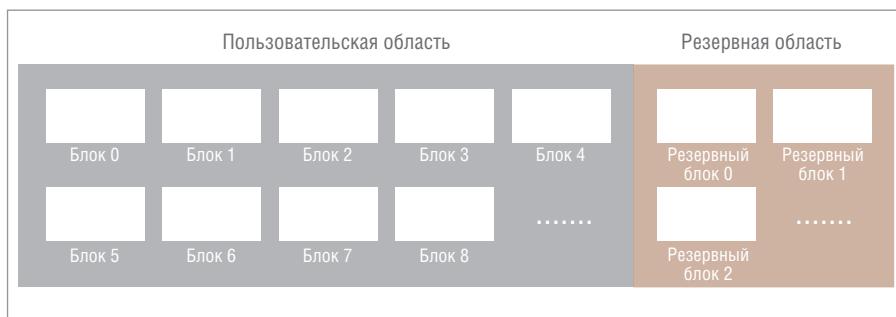 Пользовательская область
Резервная область
Блок 0
Блок 1
Блок 2
Блок 3
Блок 4
Резервный
блок 0
Резервный
блок 1
Блок 5
Блок 6
Блок 7
Блок 8
.......
Резервный
блок 2
.......